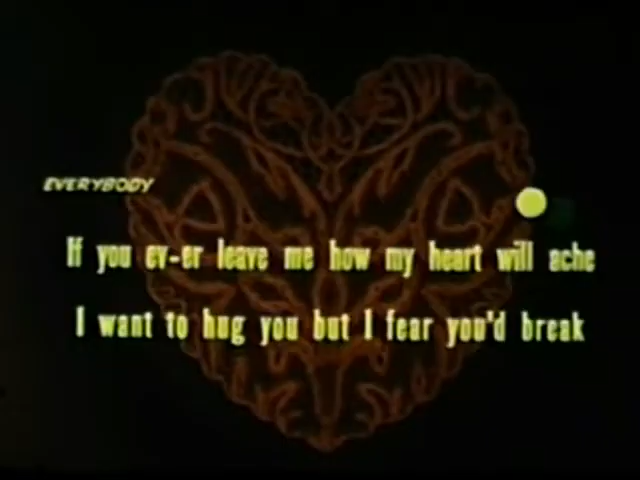 EVERYBODY
If you ev-er leave me how my heart will ache
I want to hug you but I fear you'd break